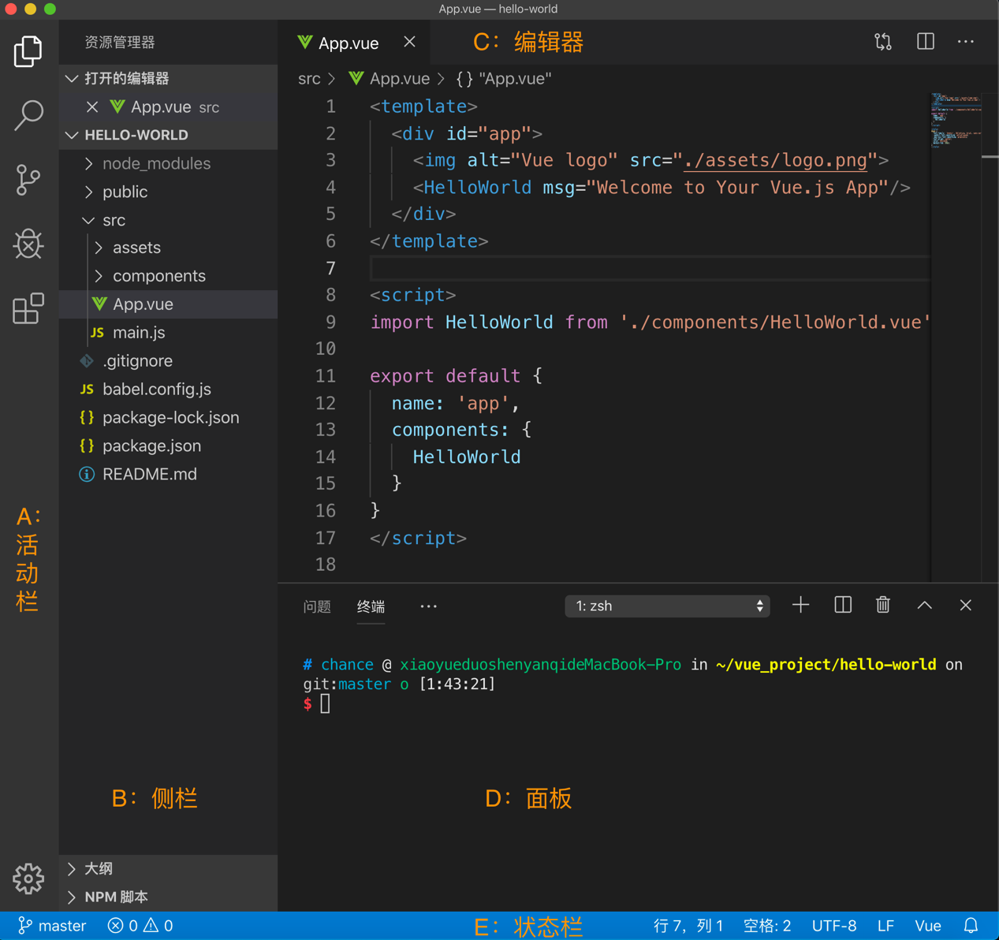 App.vue — hello-world
资源管理器
打开的编辑器
App.vue src
HELLO-WORLD
node_modules
public
src
assets
components
App.vue
JS main.js
.gitignore
JS babel.config.js
{} package-lock.json
{} package.json
README.md
A：
活
动
栏
B：侧栏
大纲
NPM 脚本
App.vue
C：编辑器
src > App.vue > {} "App.vue"
1 <template>
2 <div id="app">
3 <img alt="Vue logo" src="./assets/logo.png">
4 <HelloWorld msg="Welcome to Your Vue.js App"/>
5 </div>
6 </template>
7
8 <script>
9 import HelloWorld from './components/HelloWorld.vue'
10
11 export default {
12 name: 'app',
13 components: {
14 HelloWorld
15 }
16 }
17 </script>
18
问题 终端 ···
1: zsh
# chance @ xiaoyueduoshenyanqideMacBook-Pro in ~/vue_project/hello-world on
git:master o [1:43:21]
$
D：面板
master 0 0
E：状态栏
行 7，列 1 空格: 2 UTF-8 LF Vue